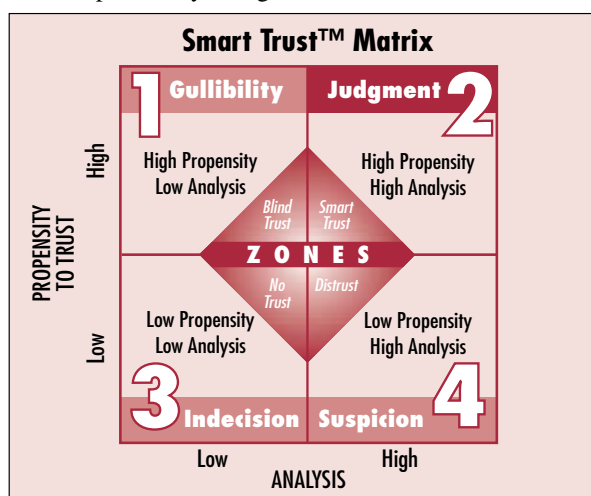 Smart Trust™ Matrix
1 Gullibility
Judgment 2
High Propensity
Low Analysis
High Propensity
High Analysis
Blind
Trust
Smart
Trust
ZONES
No
Trust
Distrust
Low Propensity
Low Analysis
Low Propensity
High Analysis
3 Indecision
Suspicion 4
High
Low
PROPENSITY
TO TRUST
Low
High
ANALYSIS